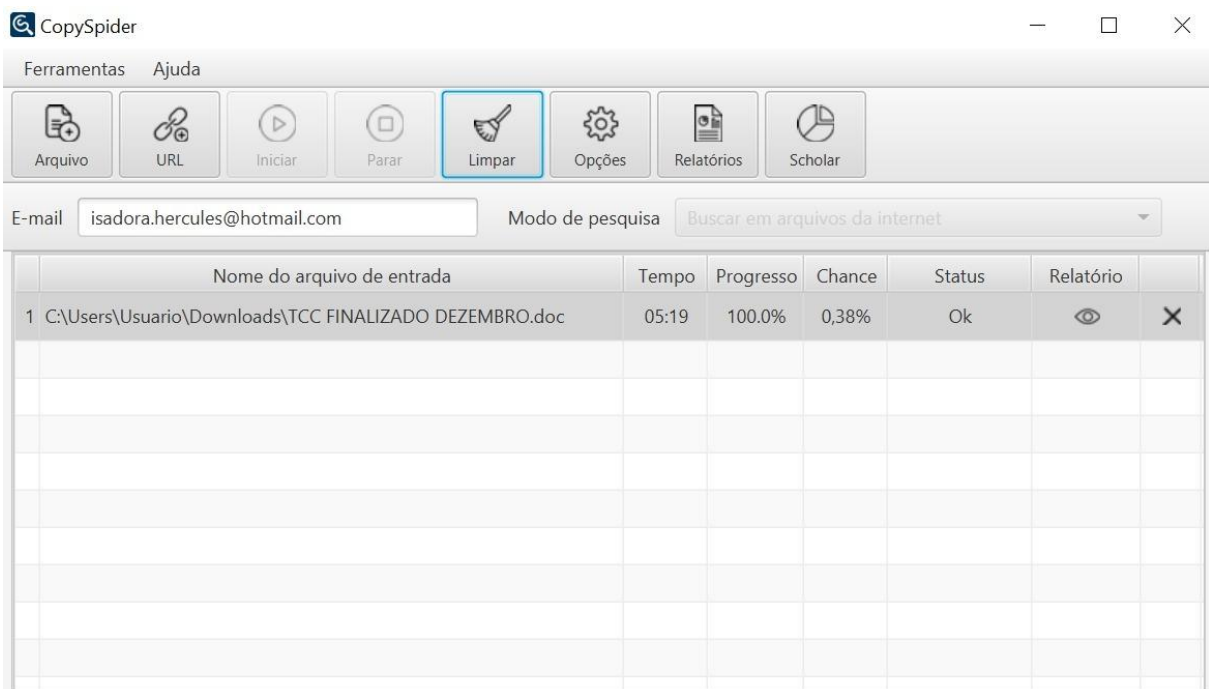 CopySpider
Ferramentas Ajuda
Arquivo URL Iniciar Parar Limpar Opções Relatórios Scholar
E-mail isadora.hercules@hotmail.com Modo de pesquisa Buscar em arquivos da internet
Nome do arquivo de entrada Tempo Progresso Chance Status Relatório
1 C:\Users\Usuario\Downloads\TCC FINALIZADO DEZEMBRO.doc 05:19 100.0% 0,38% Ok